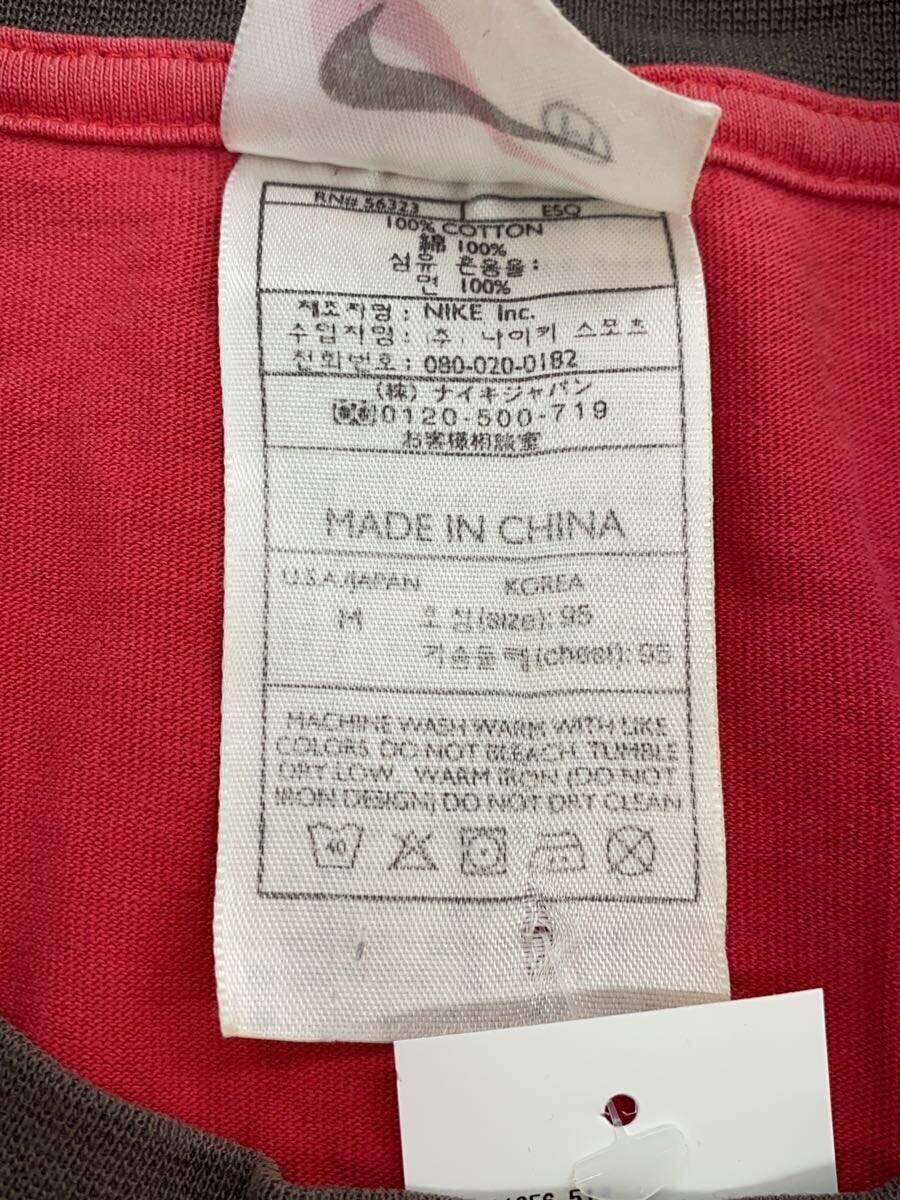 RN# 56323 ESQ
100% COTTON
綿 100%
섬유 혼용율:
면 100%
제조자명: NIKE Inc.
수입자명: (주) 나이키 스포츠
전화번호: 080-020-0182
(株) ナイキジャパン
0120-500-719
お客様相談室
MADE IN CHINA
U.S.A./JAPAN KOREA
M 호칭(size): 95
가슴둘레(chest): 95
MACHINE WASH WARM WITH LIKE
COLORS DO NOT BLEACH. TUMBLE
DRY LOW. WARM IRON (DO NOT
IRON DESIGN) DO NOT DRY CLEAN
40